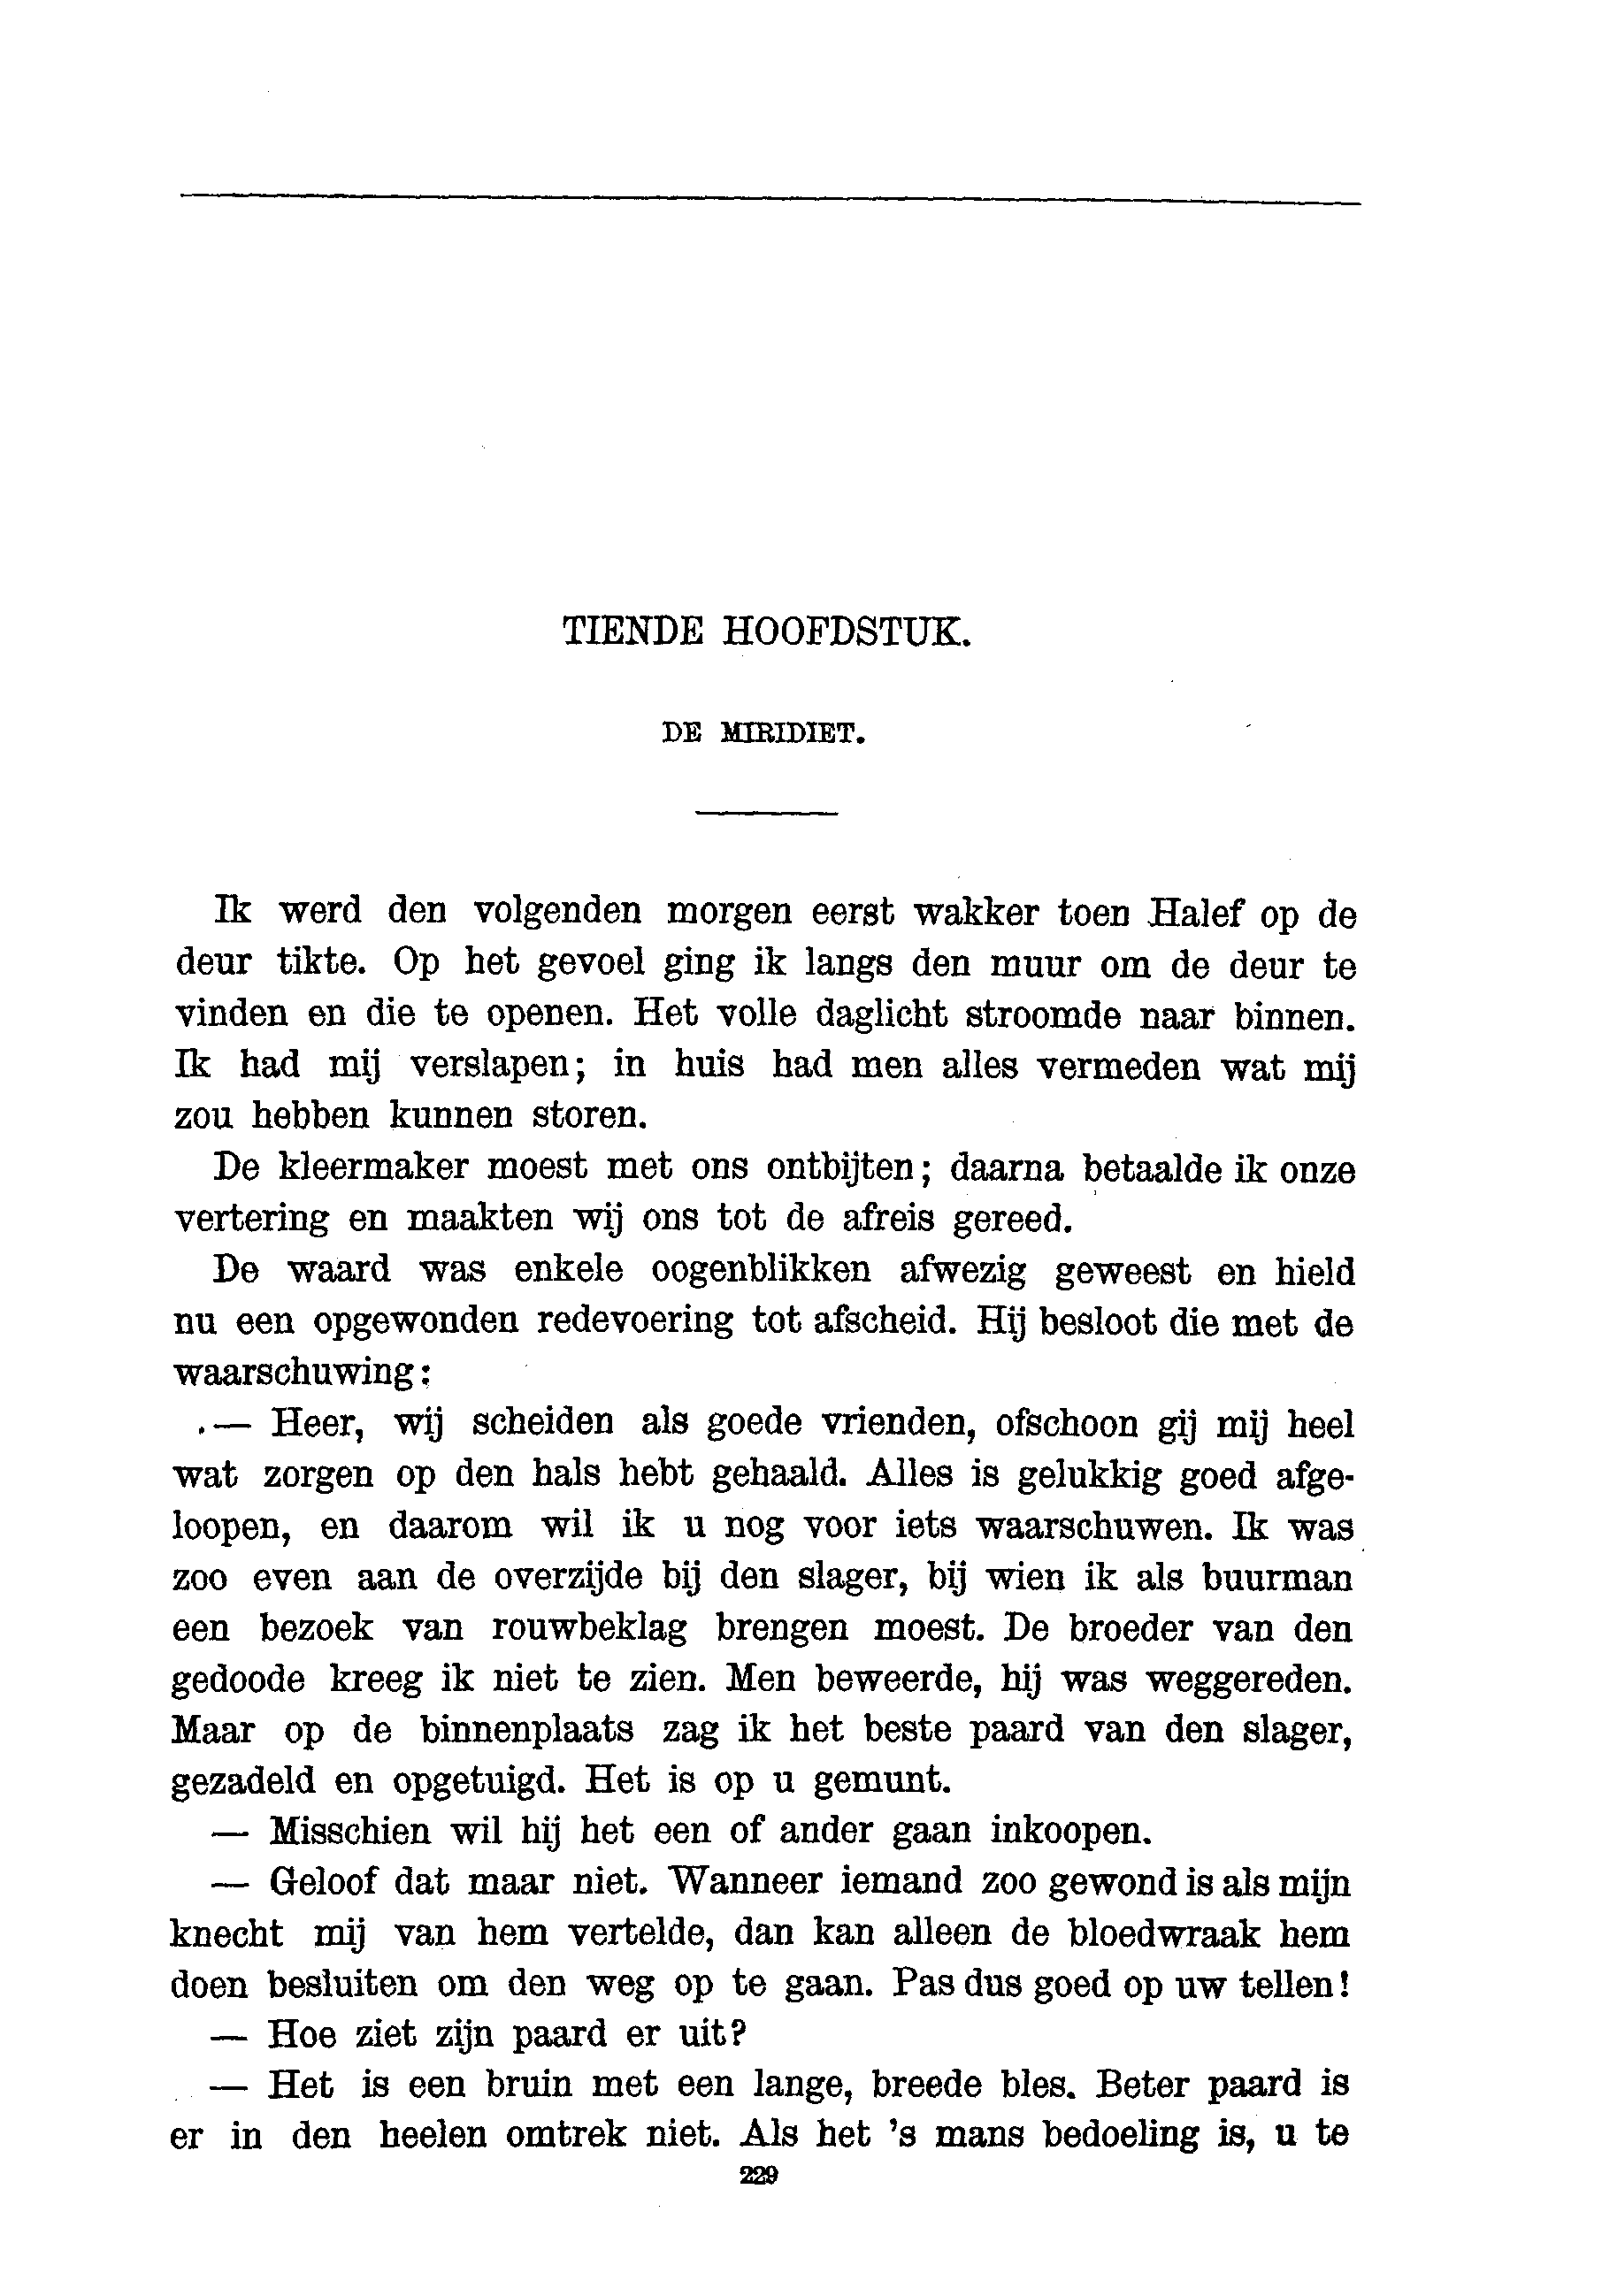 TIENDE HOOFDSTUK.
DE MIRIDIET.
Ik werd den volgenden morgen eerst wakker toen Halef op de
deur tikte. Op het gevoel ging ik langs den muur om de deur te
vinden en die te openen. Het volle daglicht stroomde naar binnen.
Ik had mij verslapen; in huis had men alles vermeden wat mij
zou hebben kunnen storen.
De kleermaker moest met ons ontbijten; daarna betaalde ik onze
vertering en maakten wij ons tot de afreis gereed.
De waard was enkele oogenblikken afwezig geweest en hield
nu een opgewonden redevoering tot afscheid. Hij besloot die met de
waarschuwing:
— Heer, wij scheiden als goede vrienden, ofschoon gij mij heel
wat zorgen op den hals hebt gehaald. Alles is gelukkig goed afge-
loopen, en daarom wil ik u nog voor iets waarschuwen. Ik was
zoo even aan de overzijde bij den slager, bij wien ik als buurman
een bezoek van rouwbeklag brengen moest. De broeder van den
gedoode kreeg ik niet te zien. Men beweerde, hij was weggereden.
Maar op de binnenplaats zag ik het beste paard van den slager,
gezadeld en opgetuigd. Het is op u gemunt.
— Misschien wil hij het een of ander gaan inkoopen.
— Geloof dat maar niet. Wanneer iemand zoo gewond is als mijn
knecht mij van hem vertelde, dan kan alleen de bloedwraak hem
doen besluiten om den weg op te gaan. Pas dus goed op uw tellen!
— Hoe ziet zijn paard er uit?
— Het is een bruin met een lange, breede bles. Beter paard is
er in den heelen omtrek niet. Als het 's mans bedoeling is, u te
229